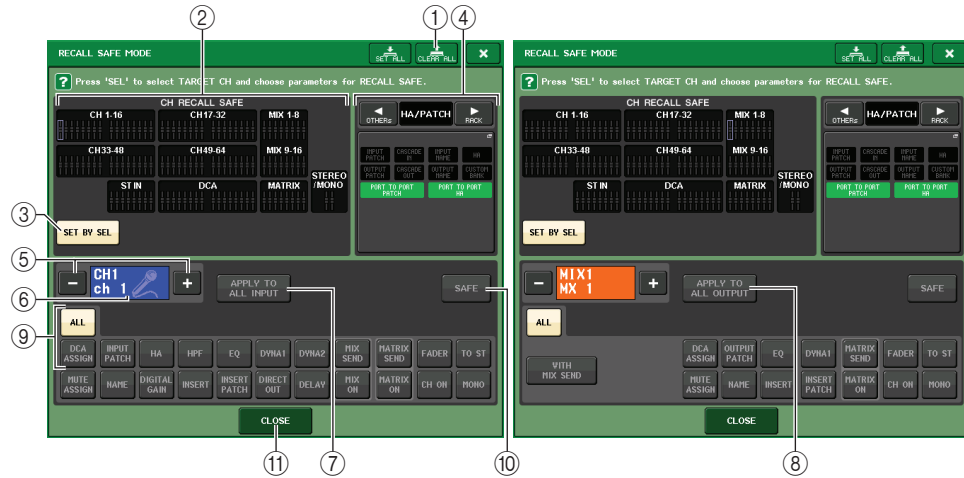 ② ① ④
RECALL SAFE MODE
SET ALL
CLEAR ALL
×
? Press 'SEL' to select TARGET CH and choose parameters for RECALL SAFE.
CH RECALL SAFE
CH 1-16
CH17-32
MIX 1-8
CH33-48
CH49-64
MIX 9-16
ST IN
DCA
MATRIX
STEREO
/MONO
OTHERs
HA/PATCH
RACK
INPUT
PATCH
CASCADE
IN
INPUT
NAME
HA
OUTPUT
PATCH
CASCADE
OUT
OUTPUT
NAME
CUSTOM
BANK
PORT TO PORT
PATCH
PORT TO PORT
HA
③
SET BY SEL
⑤
−
CH1
ch 1
+
⑥
APPLY TO
ALL INPUT
SAFE
⑩
⑨
ALL
DCA
ASSIGN
INPUT
PATCH
HA
HPF
EQ
DYNA1
DYNA2
MIX
SEND
MATRIX
SEND
FADER
TO ST
MUTE
ASSIGN
NAME
DIGITAL
GAIN
INSERT
INSERT
PATCH
DIRECT
OUT
DELAY
MIX
ON
MATRIX
ON
CH ON
MONO
CLOSE
⑪
⑦
RECALL SAFE MODE
SET ALL
CLEAR ALL
×
? Press 'SEL' to select TARGET CH and choose parameters for RECALL SAFE.
CH RECALL SAFE
CH 1-16
CH17-32
MIX 1-8
CH33-48
CH49-64
MIX 9-16
ST IN
DCA
MATRIX
STEREO
/MONO
OTHERs
HA/PATCH
RACK
INPUT
PATCH
CASCADE
IN
INPUT
NAME
HA
OUTPUT
PATCH
CASCADE
OUT
OUTPUT
NAME
CUSTOM
BANK
PORT TO PORT
PATCH
PORT TO PORT
HA
SET BY SEL
−
MIX1
MX 1
+
APPLY TO
ALL OUTPUT
SAFE
ALL
WITH
MIX SEND
DCA
ASSIGN
OUTPUT
PATCH
EQ
DYNA1
MATRIX
SEND
FADER
TO ST
MUTE
ASSIGN
NAME
INSERT
INSERT
PATCH
MATRIX
ON
CH ON
MONO
CLOSE
⑧